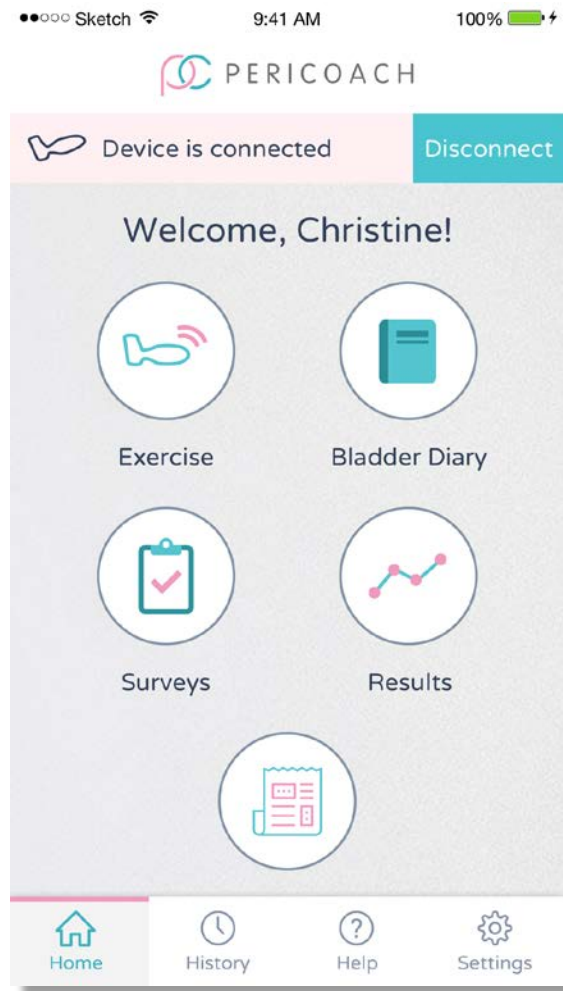 Sketch 9:41 AM 100%
PERICOACH
Device is connected Disconnect
Welcome, Christine!
Exercise Bladder Diary
Surveys Results
Home History Help Settings